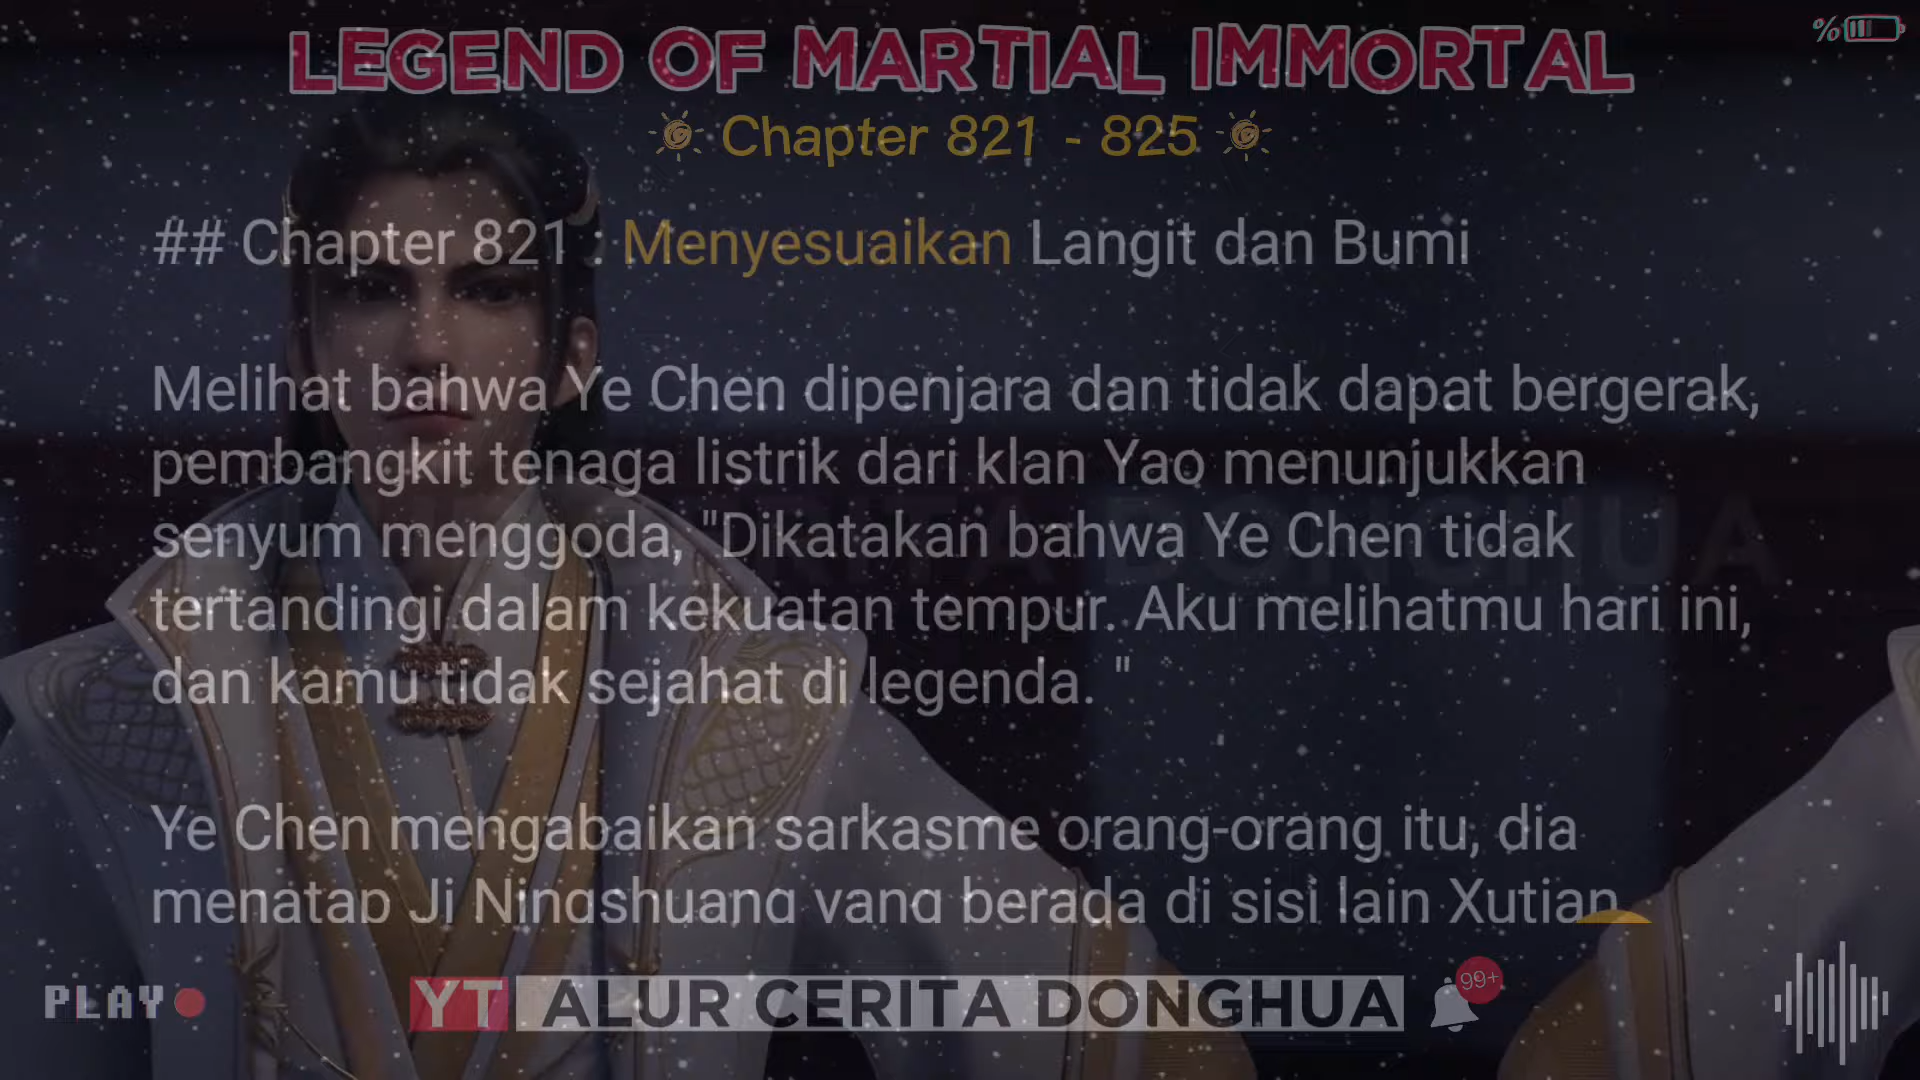 LEGEND OF MARTIAL IMMORTAL
%
Chapter 821 - 825
## Chapter 821 : Menyesuaikan Langit dan Bumi
Melihat bahwa Ye Chen dipenjara dan tidak dapat bergerak,
pembangkit tenaga listrik dari klan Yao menunjukkan
senyum menggoda, "Dikatakan bahwa Ye Chen tidak
tertandingi dalam kekuatan tempur. Aku melihatmu hari ini,
dan kamu tidak sejahat di legenda. "
Ye Chen mengabaikan sarkasme orang-orang itu, dia
menatap Ji Ningshuang yang berada di sisi lain Xutian
PLAY
YT ALUR CERITA DONGHUA
99+